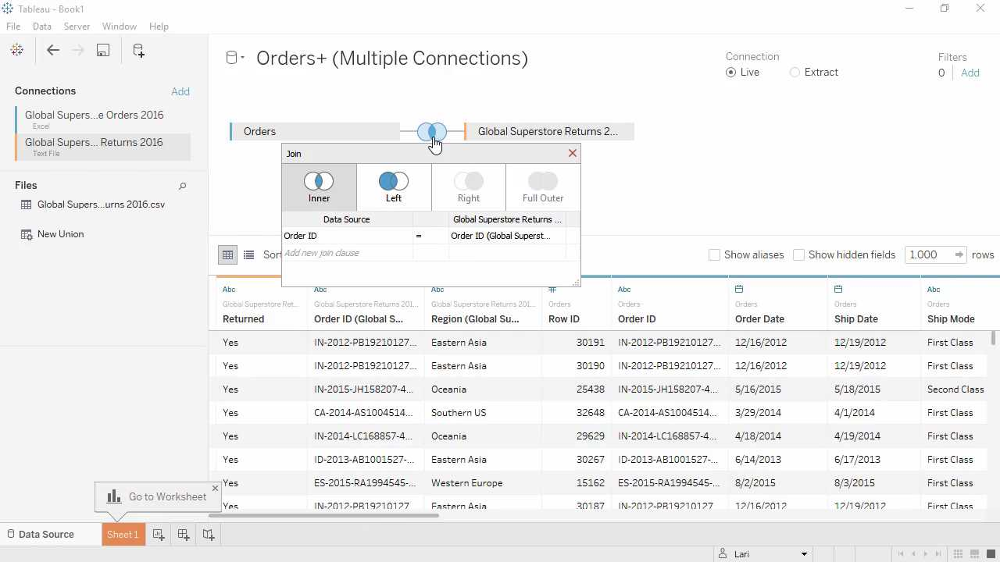 Tableau - Book1
File Data Server Window Help
Orders+ (Multiple Connections)
Connection
Live Extract
Filters
0 Add
Connections Add
Global Supers...e Orders 2016
Excel
Global Supers... Returns 2016
Text File
Files
Global Supers...urns 2016.csv
New Union
Orders
Global Superstore Returns 2...
Join
Inner Left Right Full Outer
Data Source Global Superstore Returns ...
Order ID = Order ID (Global Superst...
Add new join clause
Sort
Show aliases Show hidden fields 1,000 rows
Abc Abc Abc Abc Abc
Global Superstore Ret... Global Superstore Returns 201... Global Superstore Returns 201... Orders Orders Orders Orders Orders
Returned Order ID (Global S... Region (Global Su... Row ID Order ID Order Date Ship Date Ship Mode
Yes IN-2012-PB19210127... Eastern Asia 30191 IN-2012-PB19210127... 12/16/2012 12/19/2012 First Class
Yes IN-2012-PB19210127... Eastern Asia 30190 IN-2012-PB19210127... 12/16/2012 12/19/2012 First Class
Yes IN-2015-JH158207-4... Oceania 25438 IN-2015-JH158207-4... 5/16/2015 5/18/2015 Second Class
Yes CA-2014-AS1004514... Southern US 32648 CA-2014-AS1004514... 3/29/2014 4/1/2014 First Class
Yes IN-2014-LC168857-4... Oceania 29629 IN-2014-LC168857-4... 4/18/2014 4/19/2014 First Class
Yes ID-2013-AB1001527-... Eastern Asia 30267 ID-2013-AB1001527-... 6/14/2013 6/17/2013 First Class
Yes ES-2015-RA1994545-... Western Europe 15162 ES-2015-RA1994545-... 8/2/2015 8/3/2015 First Class
Yes IN-2012-PB19210127 Eastern Asia 30187 IN-2012-PB19210127 12/16/2012 12/19/2012 First Class
Go to Worksheet
Data Source Sheet 1
Lari